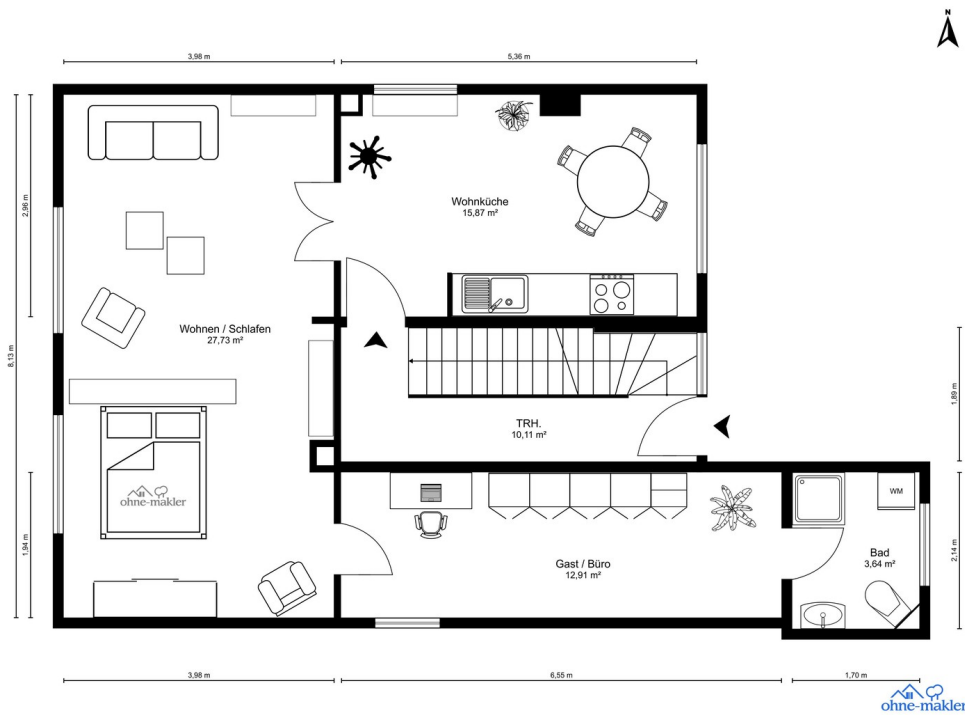 N
3,98 m
5,36 m
2,96 m
8,13 m
1,94 m
Wohnküche
15,87 m²
Wohnen / Schlafen
27,73 m²
TRH.
10,11 m²
1,89 m
ohne-makler
WM
Bad
3,64 m²
Gast / Büro
12,91 m²
2,14 m
3,98 m
6,55 m
1,70 m
ohne-makler